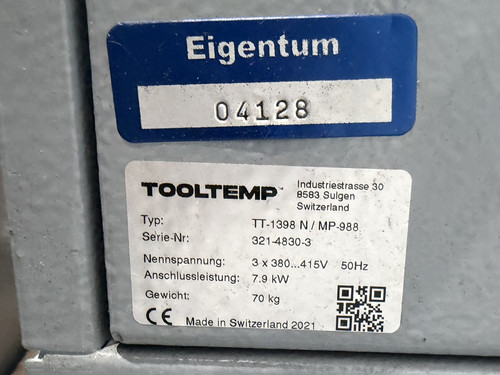 Eigentum
04128
TOOLTEMP™ Industriestrasse 30
8583 Sulgen
Switzerland
Typ: TT-1398 N / MP-988
Serie-Nr: 321-4830-3
Nennspannung: 3 x 380...415V 50Hz
Anschlussleistung: 7.9 kW
Gewicht: 70 kg
CE Made in Switzerland 2021